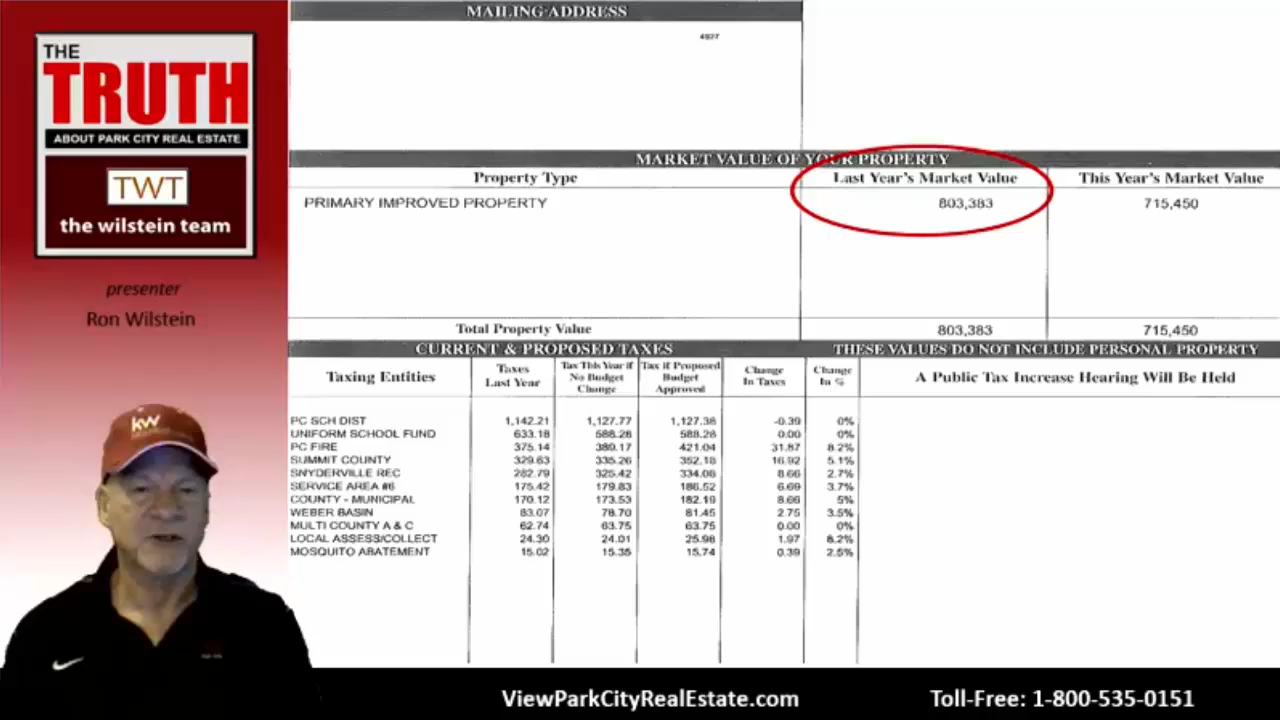 THE
TRUTH
ABOUT PARK CITY REAL ESTATE
TWT
the wilstein team
presenter
Ron Wilstein
kw
MAILING ADDRESS
4927
MARKET VALUE OF YOUR PROPERTY
Property Type Last Year's Market Value This Year's Market Value
PRIMARY IMPROVED PROPERTY 803,383 715,450
Total Property Value 803,383 715,450
CURRENT & PROPOSED TAXES THESE VALUES DO NOT INCLUDE PERSONAL PROPERTY
Taxing Entities Taxes Last Year Tax This Year if No Budget Change Tax if Proposed Budget Approved Change In Taxes Change In % A Public Tax Increase Hearing Will Be Held
PC SCH DIST 1,142.21 1,127.77 1,127.38 -0.39 0%
UNIFORM SCHOOL FUND 633.18 588.28 588.28 0.00 0%
PC FIRE 375.14 389.17 421.04 31.87 8.2%
SUMMIT COUNTY 329.63 335.26 352.18 16.92 5.1%
SNYDERVILLE REC 282.79 325.42 334.08 8.66 2.7%
SERVICE AREA #6 175.42 179.83 186.52 6.69 3.7%
COUNTY - MUNICIPAL 170.12 173.53 182.19 8.66 5%
WEBER BASIN 83.07 78.70 81.45 2.75 3.5%
MULTI COUNTY A & C 62.74 63.75 63.75 0.00 0%
LOCAL ASSESS/COLLECT 24.30 24.01 25.98 1.97 8.2%
MOSQUITO ABATEMENT 15.02 15.35 15.74 0.39 2.5%
ViewParkCityRealEstate.com Toll-Free: 1-800-535-0151